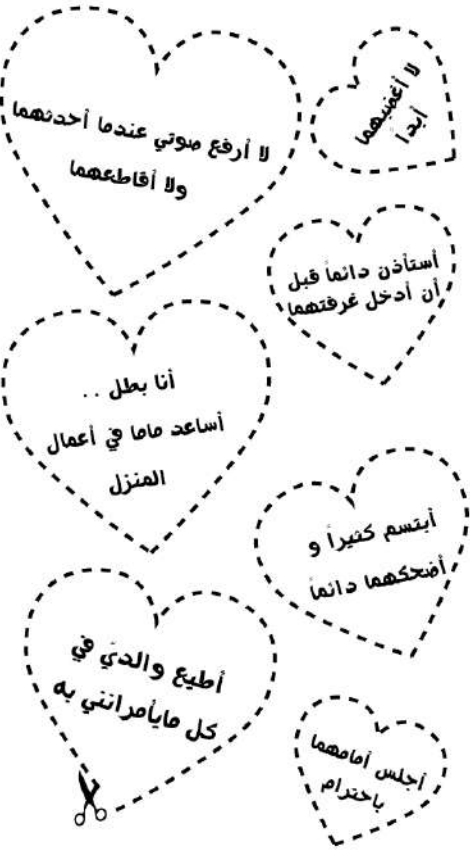 لا أغضبهما
أبداً
لا أرفع صوتي عندما أحدثهما
ولا أقاطعهما
أستأذن دائماً قبل
أن أدخل غرفتهما
أنا بطل ..
أساعد ماما في أعمال
المنزل
أبتسم كثيراً و
أضحكهما دائماً
أطيع والديّ في
كل مايأمرانني به
أجلس أمامهما
باحترام